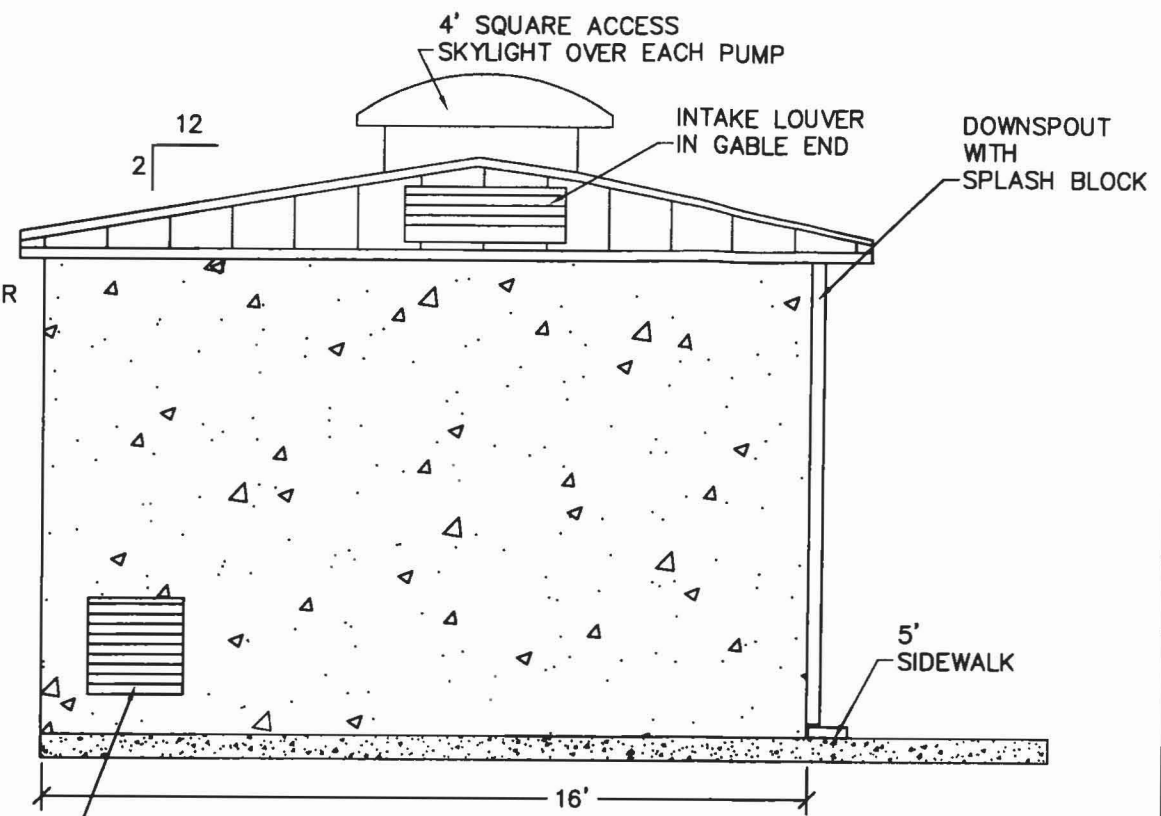 4' SQUARE ACCESS
SKYLIGHT OVER EACH PUMP
12
2
INTAKE LOUVER
IN GABLE END
DOWNSPOUT
WITH
SPLASH BLOCK
R
5'
SIDEWALK
16'